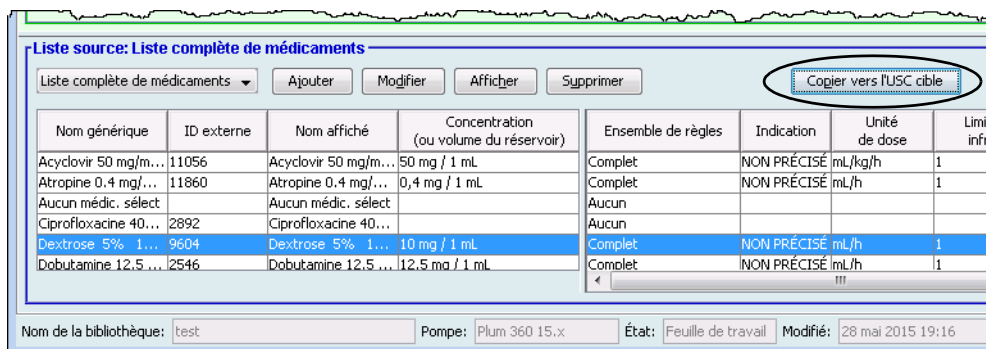 Liste source: Liste complète de médicaments
Liste complète de médicaments Ajouter Modifier Afficher Supprimer Copier vers l'USC cible
Nom générique ID externe Nom affiché Concentration (ou volume du réservoir) Ensemble de règles Indication Unité de dose Limi infr
Acyclovir 50 mg/m... 11056 Acyclovir 50 mg/m... 50 mg / 1 mL Complet NON PRÉCISÉ mL/kg/h 1
Atropine 0.4 mg/... 11860 Atropine 0.4 mg/... 0,4 mg / 1 mL Complet NON PRÉCISÉ mL/h 1
Aucun médic. sélect Aucun médic. sélect Aucun
Ciprofloxacine 40... 2892 Ciprofloxacine 40... Aucun
Dextrose 5% 1... 9604 Dextrose 5% 1... 10 mg / 1 mL Complet NON PRÉCISÉ mL/h 1
Dobutamine 12.5 ... 2546 Dobutamine 12.5 ... 12,5 mg / 1 mL Complet NON PRÉCISÉ mL/h 1
Nom de la bibliothèque: test Pompe: Plum 360 15.x État: Feuille de travail Modifié: 28 mai 2015 19:16